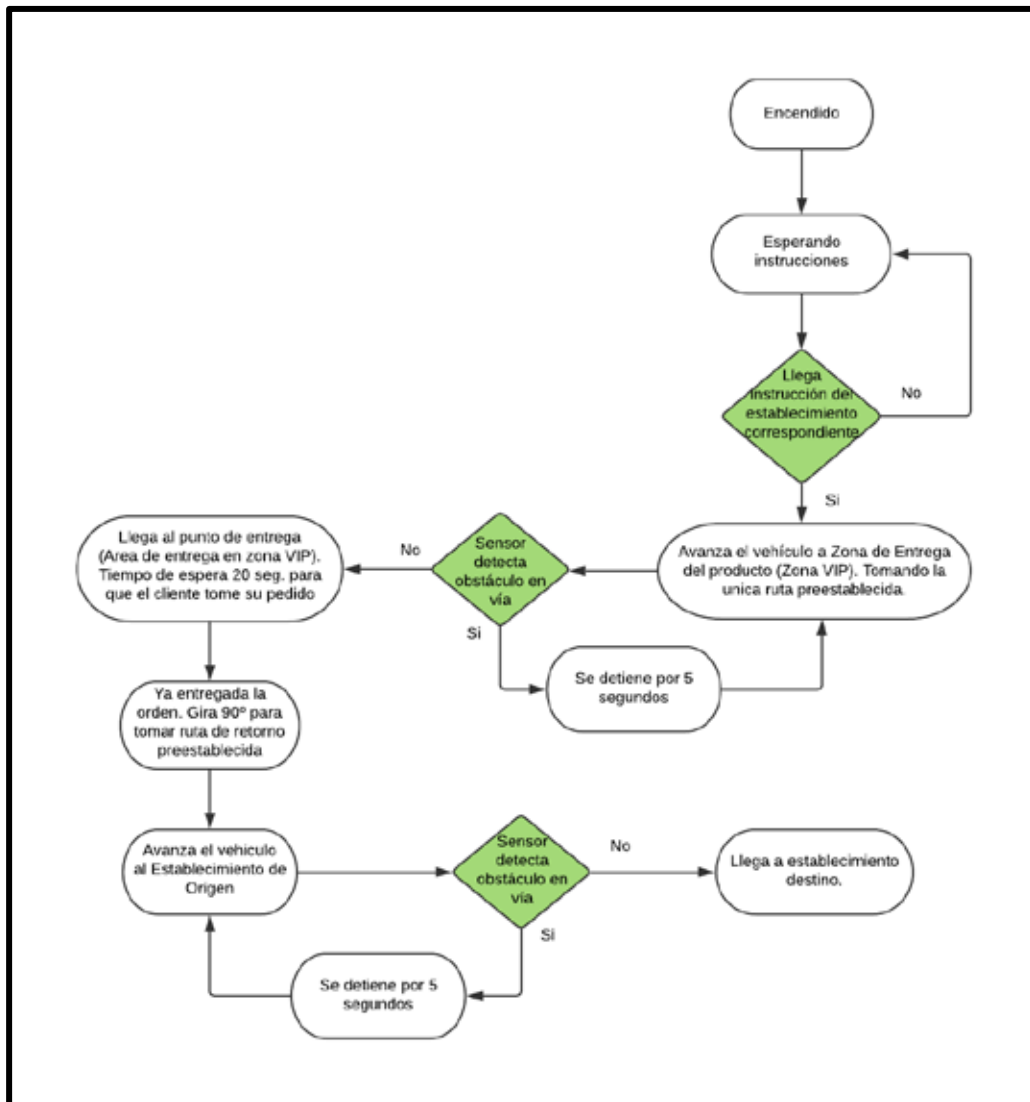 Encendido
Esperando
instrucciones
Llega
instrucción del
establecimiento
correspondiente
No
Si
Avanza el vehículo a Zona de Entrega
del producto (Zona VIP). Tomando la
unica ruta preestablecida.
Sensor
detecta
obstáculo en
vía
No
Si
Se detiene por 5
segundos
Llega al punto de entrega
(Area de entrega en zona VIP).
Tiempo de espera 20 seg. para
que el cliente tome su pedido
Ya entregada la
orden. Gira 90º para
tomar ruta de retorno
preestablecida
Avanza el vehiculo
al Establecimiento de
Origen
Sensor
detecta
obstáculo en
vía
No
Si
Llega a establecimiento
destino.
Se detiene por 5
segundos